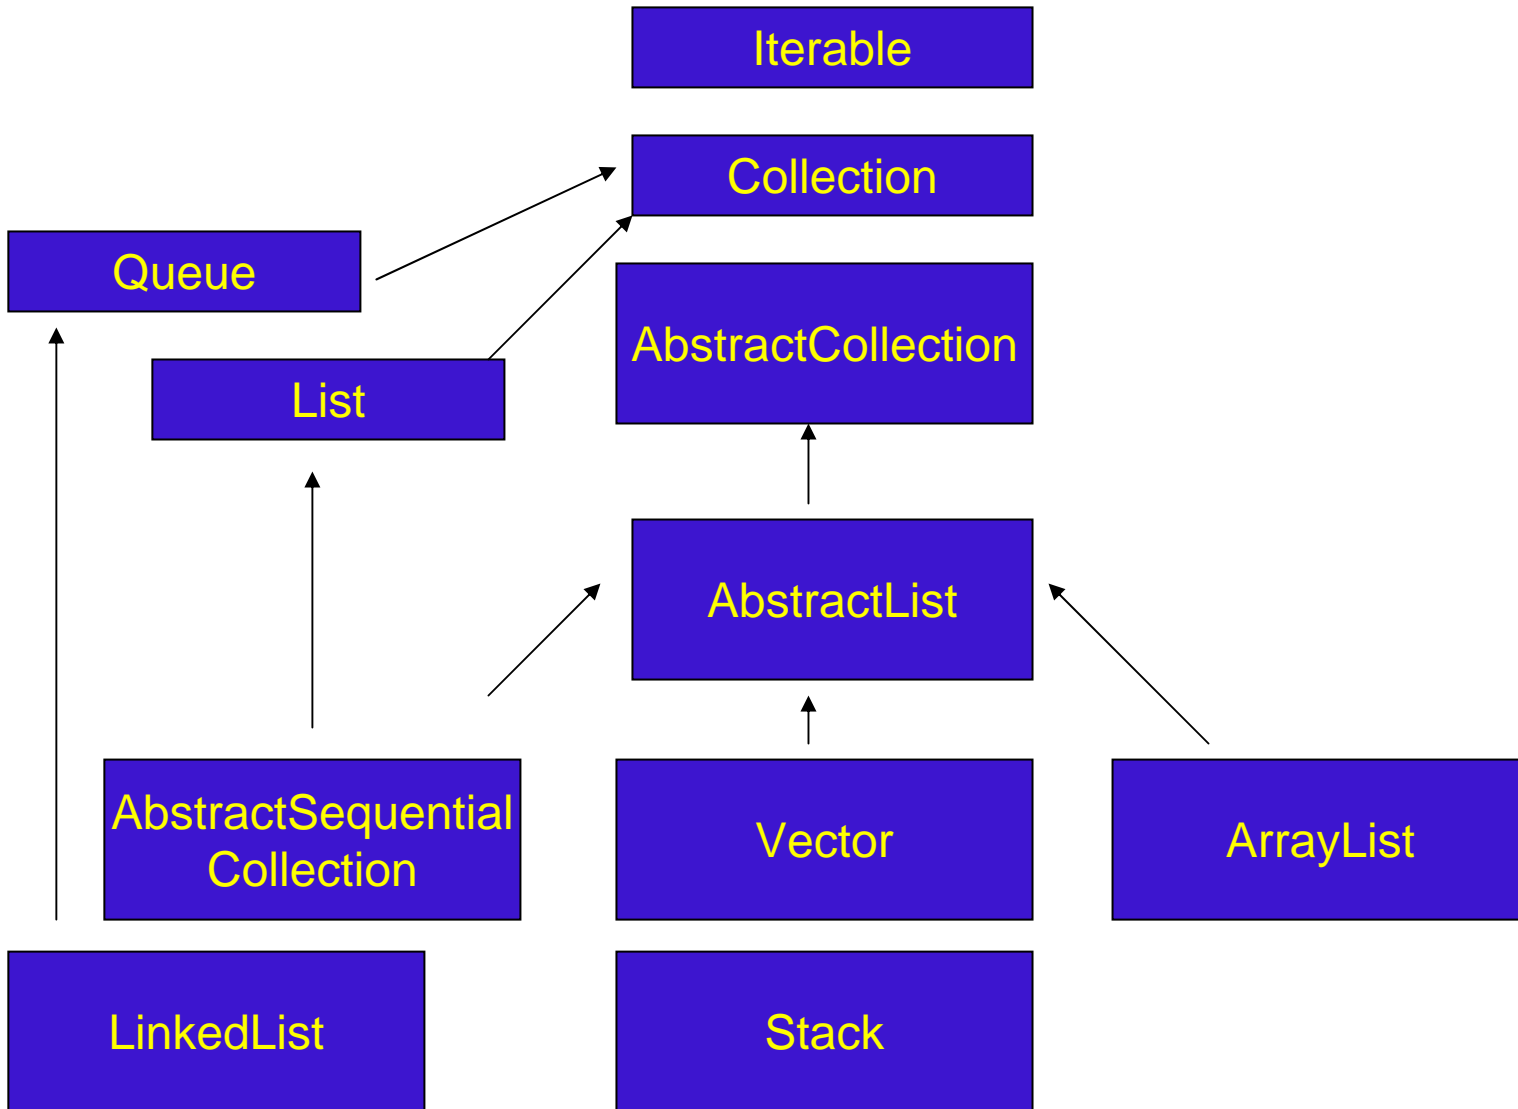 Iterable
Collection
Queue
AbstractCollection
List
AbstractList
AbstractSequential
Collection
Vector
ArrayList
LinkedList
Stack